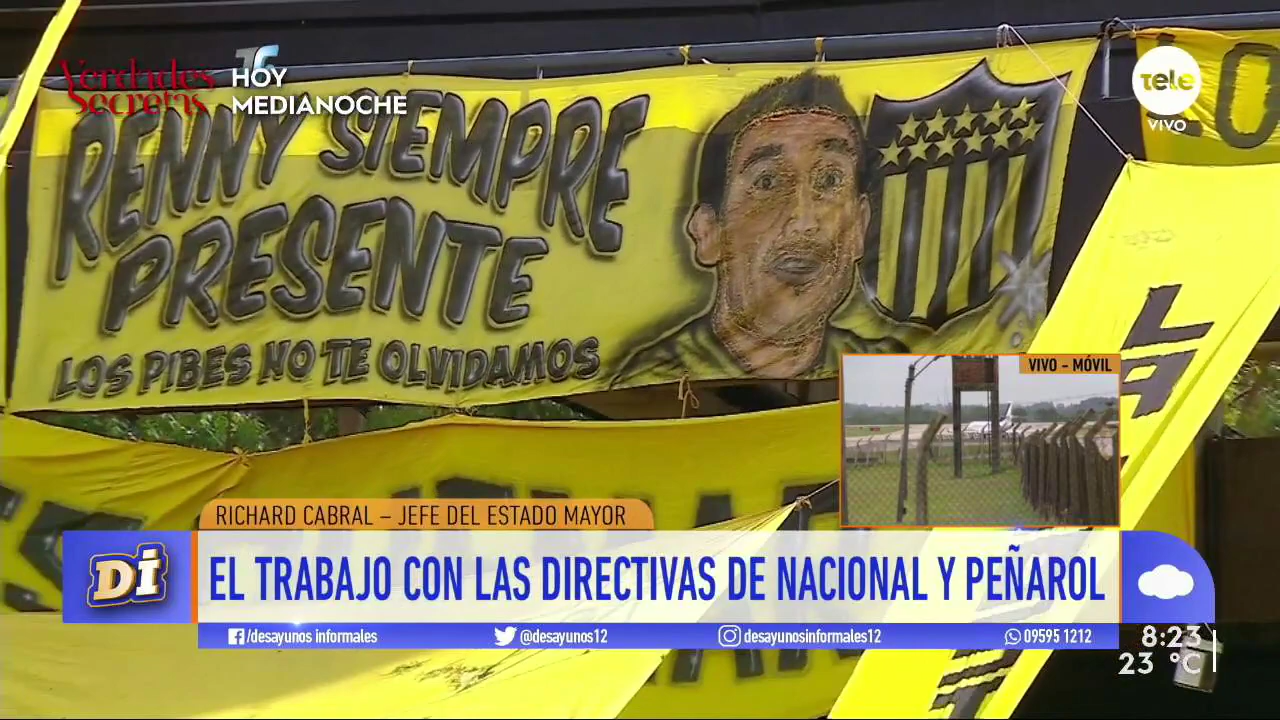 Verdades
Secretas
HOY
MEDIANOCHE
tele
VIVO
LO
RENNY SIEMPRE
PRESENTE
LOS PIBES NO TE OLVIDAMOS
LA
VIVO – MÓVIL
RICHARD CABRAL – JEFE DEL ESTADO MAYOR
Di
EL TRABAJO CON LAS DIRECTIVAS DE NACIONAL Y PEÑAROL
/desayunos informales
@desayunos12
desayunosinformales12
09595 1212
8:23
23 °C